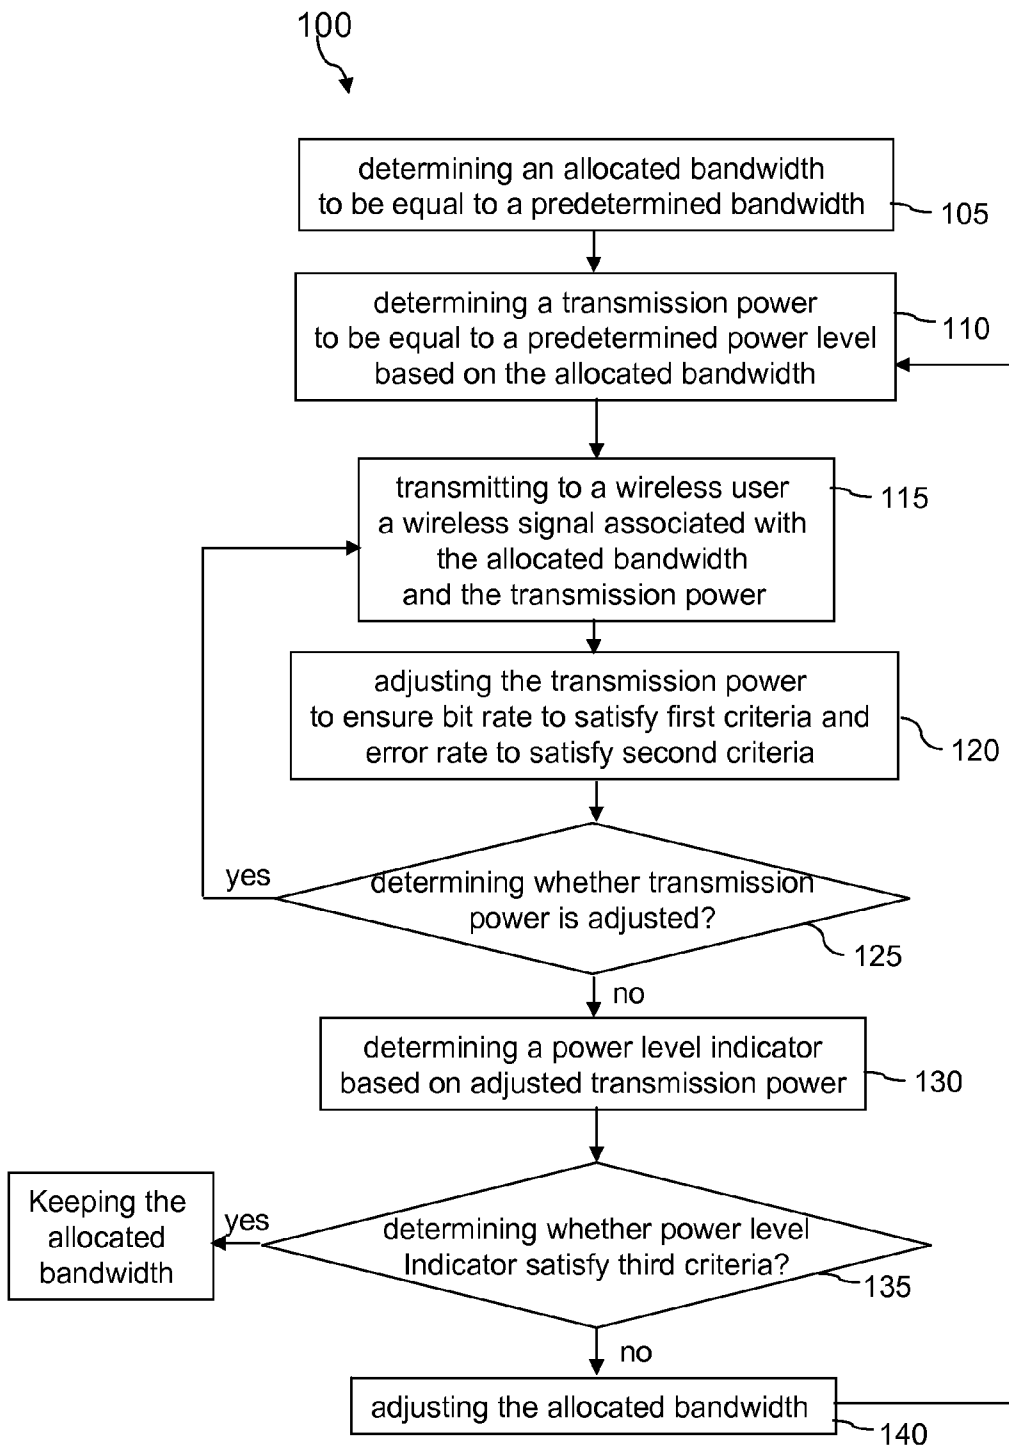 100
determining an allocated bandwidth
to be equal to a predetermined bandwidth
105
determining a transmission power
to be equal to a predetermined power level
based on the allocated bandwidth
110
transmitting to a wireless user
a wireless signal associated with
the allocated bandwidth
and the transmission power
115
adjusting the transmission power
to ensure bit rate to satisfy first criteria and
error rate to satisfy second criteria
120
yes
determining whether transmission
power is adjusted?
125
no
determining a power level indicator
based on adjusted transmission power
130
Keeping the
allocated
bandwidth
yes
determining whether power level
Indicator satisfy third criteria?
135
no
adjusting the allocated bandwidth
140